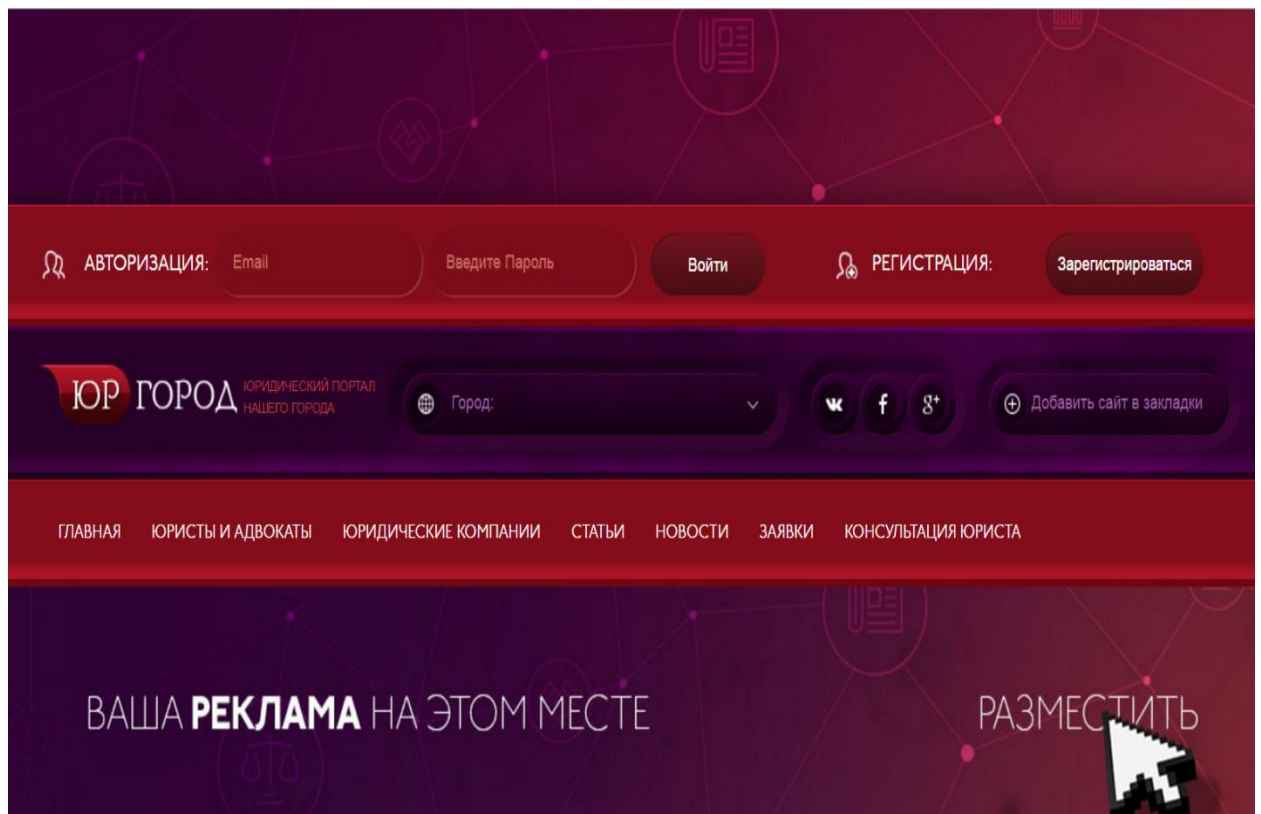 АВТОРИЗАЦИЯ: Email Введите Пароль Войти РЕГИСТРАЦИЯ: Зарегистрироваться
ЮР ГОРОД ЮРИДИЧЕСКИЙ ПОРТАЛ
НАШЕГО ГОРОДА
Город:
Добавить сайт в закладки
ГЛАВНАЯ ЮРИСТЫ И АДВОКАТЫ ЮРИДИЧЕСКИЕ КОМПАНИИ СТАТЬИ НОВОСТИ ЗАЯВКИ КОНСУЛЬТАЦИЯ ЮРИСТА
ВАША РЕКЛАМА НА ЭТОМ МЕСТЕ РАЗМЕСТИТЬ